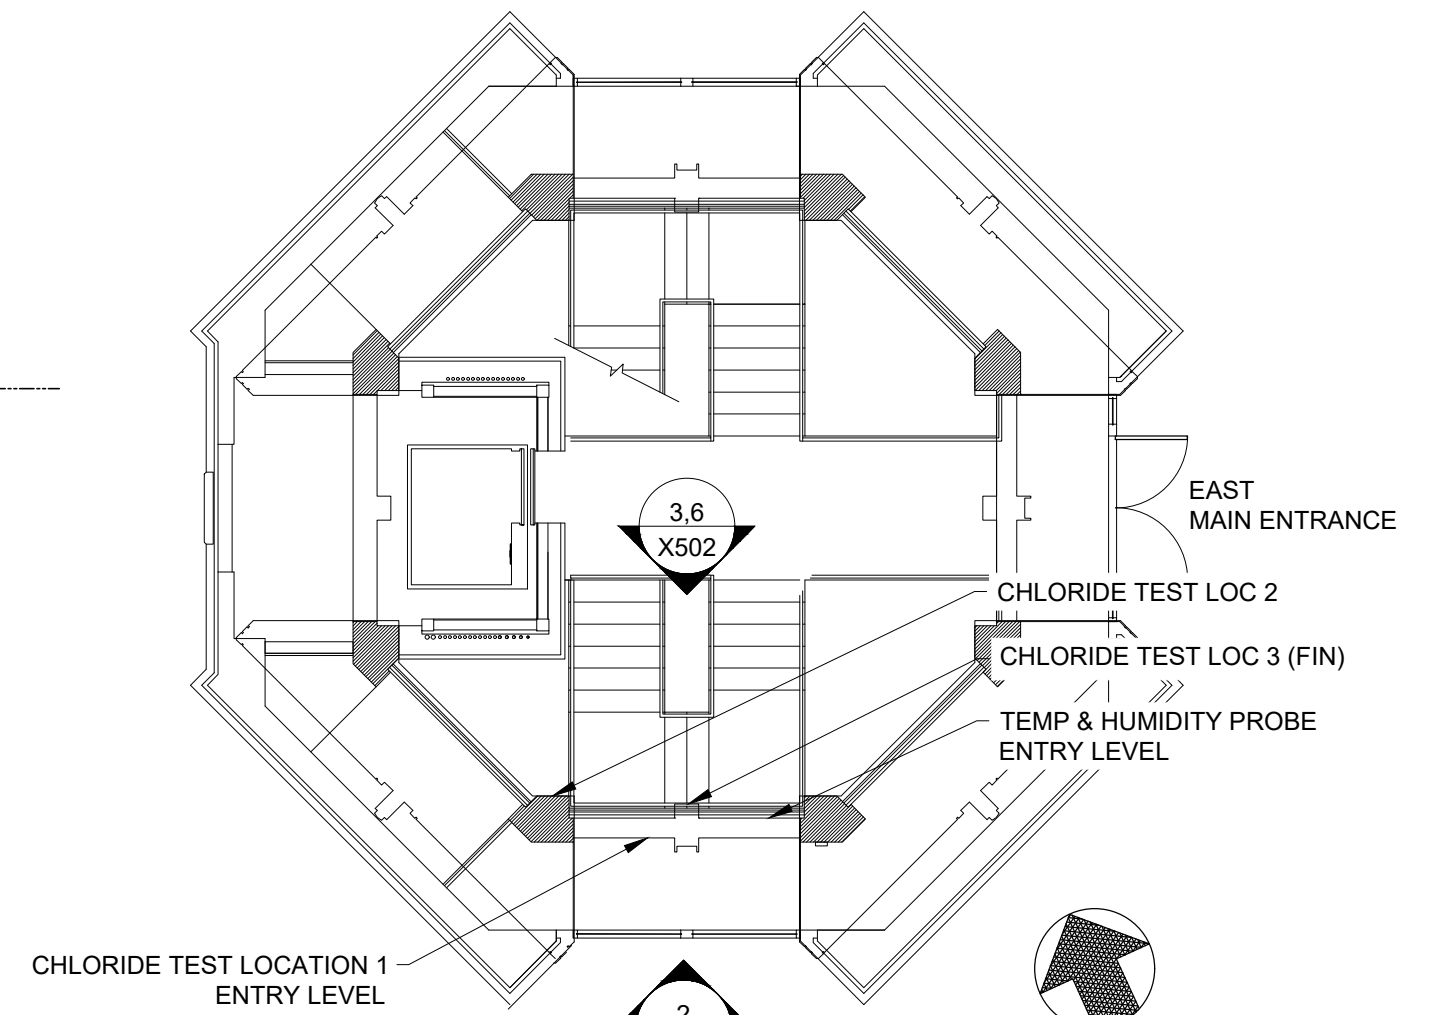 3,6
X502
EAST
MAIN ENTRANCE
CHLORIDE TEST LOC 2
CHLORIDE TEST LOC 3 (FIN)
TEMP & HUMIDITY PROBE
ENTRY LEVEL
CHLORIDE TEST LOCATION 1
ENTRY LEVEL
2